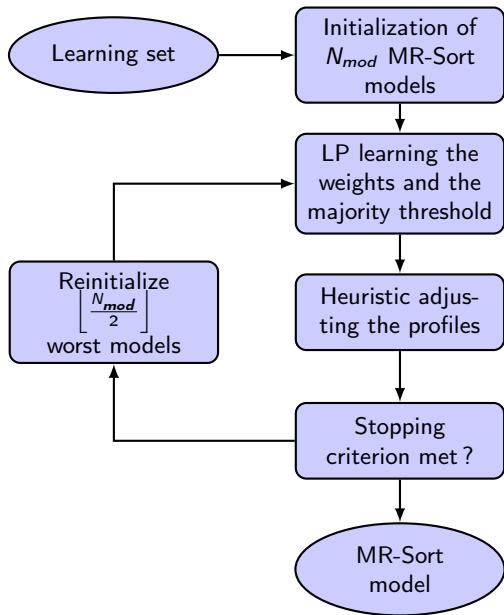 Learning set
Initialization of
N_mod MR-Sort
models
LP learning the
weights and the
majority threshold
Reinitialize
⌊N_mod/2⌋
worst models
Heuristic adjus-
ting the profiles
Stopping
criterion met ?
MR-Sort
model